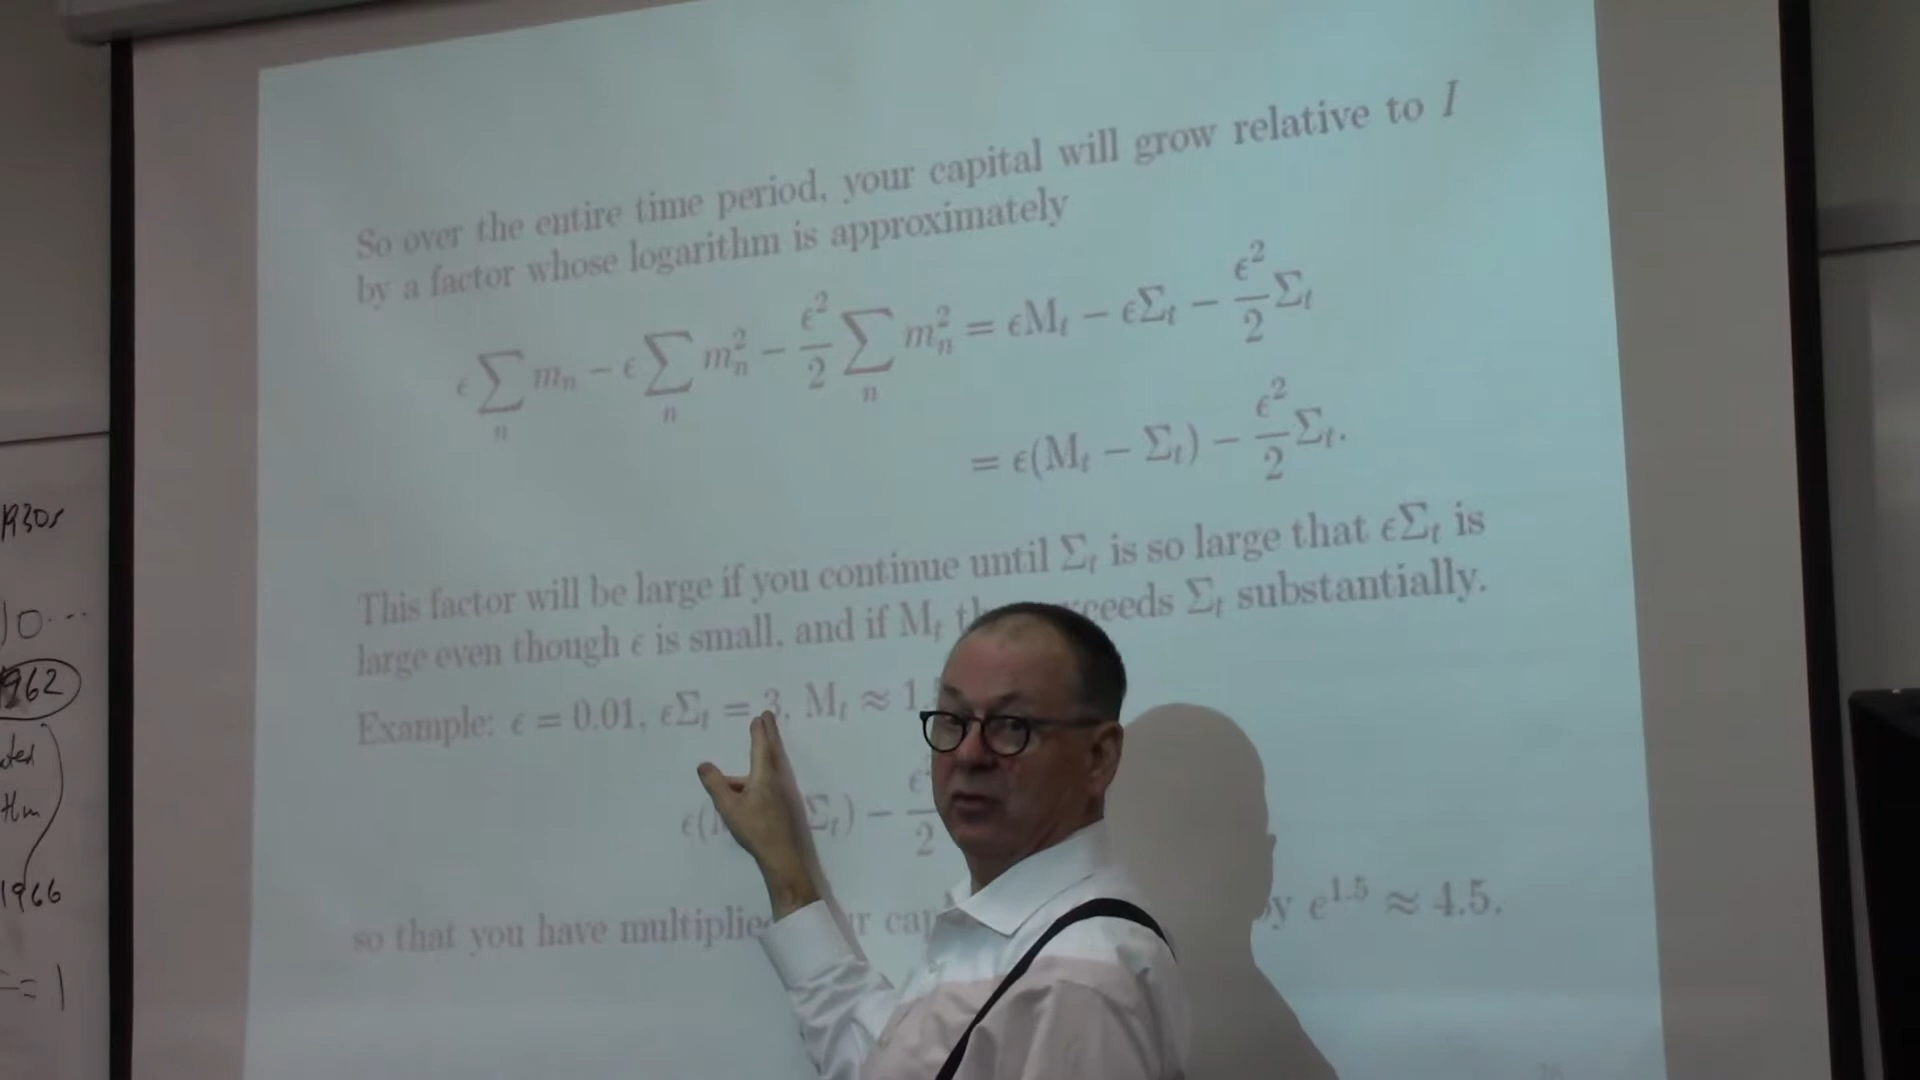 So over the entire time period, your capital will grow relative to I
by a factor whose logarithm is approximately
ϵ∑ₙ mₙ − ϵ∑ₙ mₙ² − ϵ²/2 ∑ₙ mₙ² = ϵMₜ − ϵΣₜ − ϵ²/2 Σₜ
= ϵ(Mₜ − Σₜ) − ϵ²/2 Σₜ.
This factor will be large if you continue until Σₜ is so large that ϵΣₜ is
large even though ϵ is small, and if Mₜ Σₜ substantially.
Example: ϵ = 0.01, ϵΣₜ = 3, Mₜ ≈ 1.
ϵ( Σₜ) − ϵ²/2
so that you have e^1.5 ≈ 4.5.
1930s
10...
1962
1966
= 1